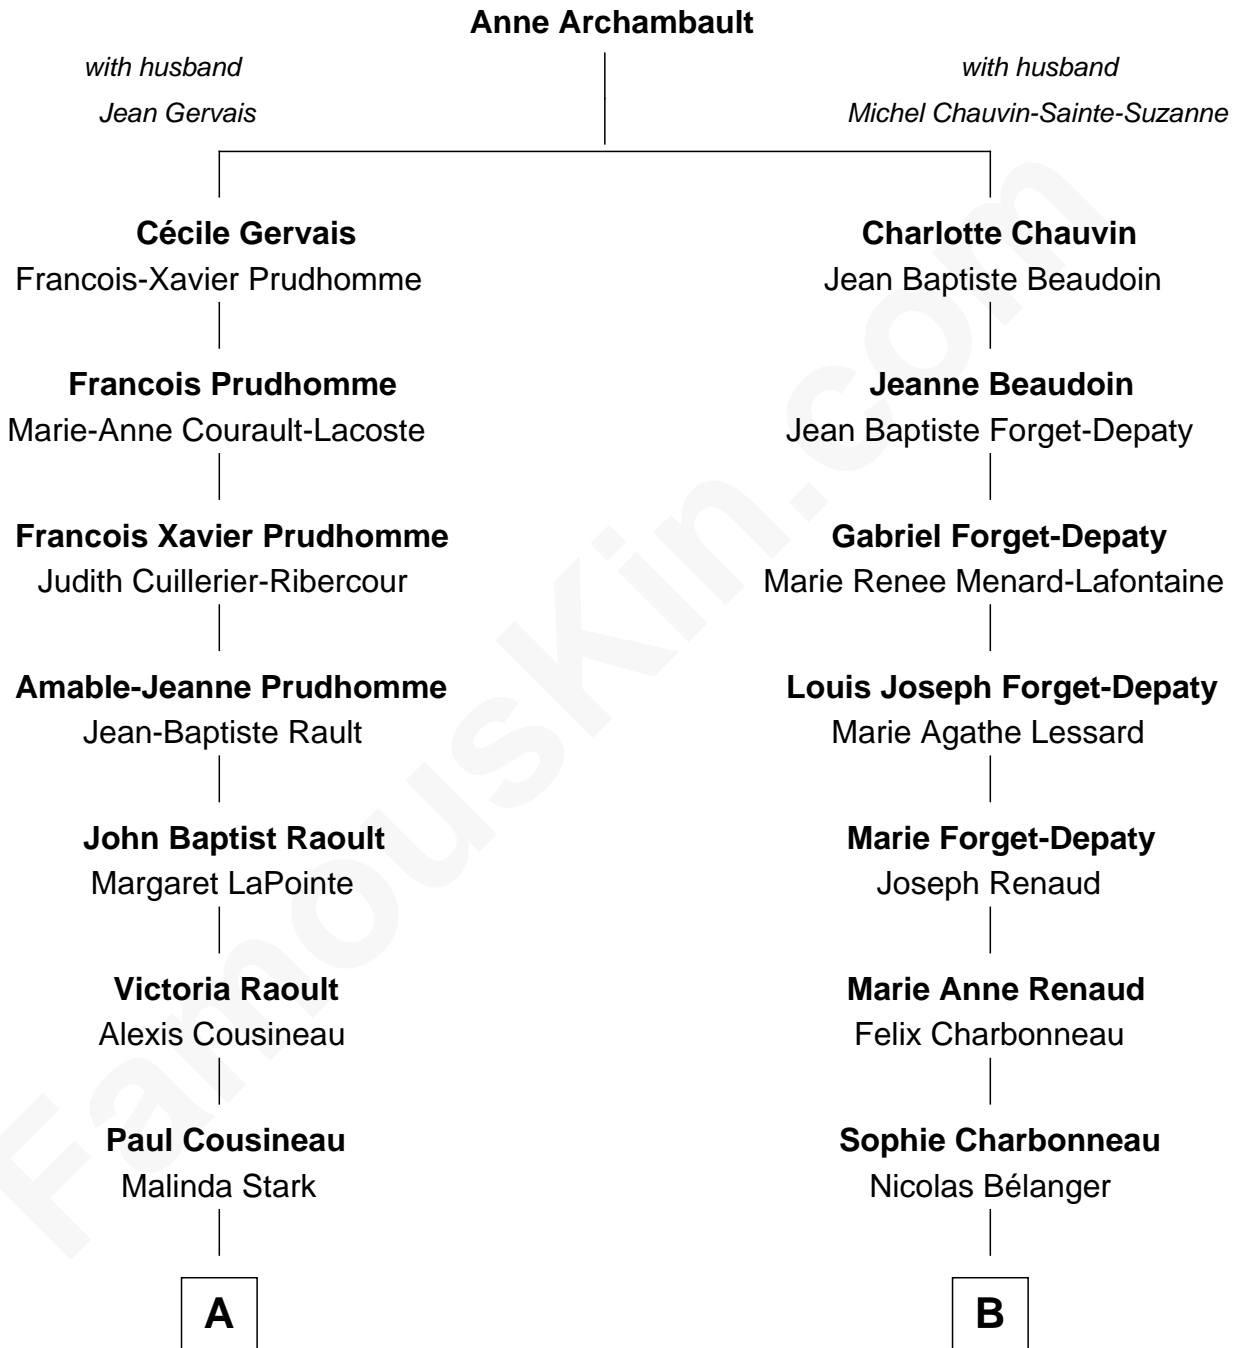 Anne Archambault
with husband
Jean Gervais
with husband
Michel Chauvin-Sainte-Suzanne
Cécile Gervais
Francois-Xavier Prudhomme
Francois Prudhomme
Marie-Anne Courault-Lacoste
Francois Xavier Prudhomme
Judith Cuillerier-Ribercour
Amable-Jeanne Prudhomme
Jean-Baptiste Rault
John Baptist Raoult
Margaret LaPointe
Victoria Raoult
Alexis Cousineau
Paul Cousineau
Malinda Stark
A
Charlotte Chauvin
Jean Baptiste Beaudoin
Jeanne Beaudoin
Jean Baptiste Forget-Depaty
Gabriel Forget-Depaty
Marie Renee Menard-Lafontaine
Louis Joseph Forget-Depaty
Marie Agathe Lessard
Marie Forget-Depaty
Joseph Renaud
Marie Anne Renaud
Felix Charbonneau
Sophie Charbonneau
Nicolas Bélanger
B
FamousKin.com